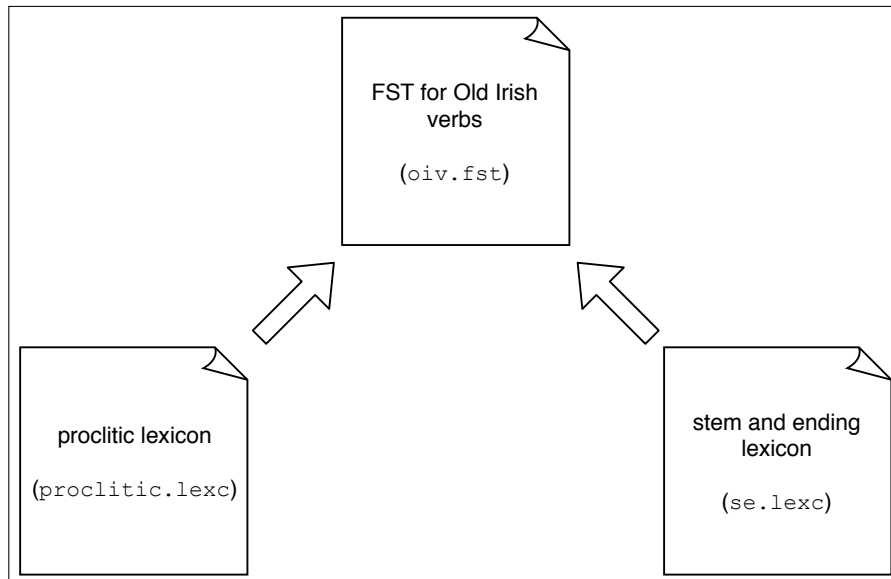 FST for Old Irish
verbs
(oiv.fst)
proclitic lexicon
(proclitic.lexc)
stem and ending
lexicon
(se.lexc)